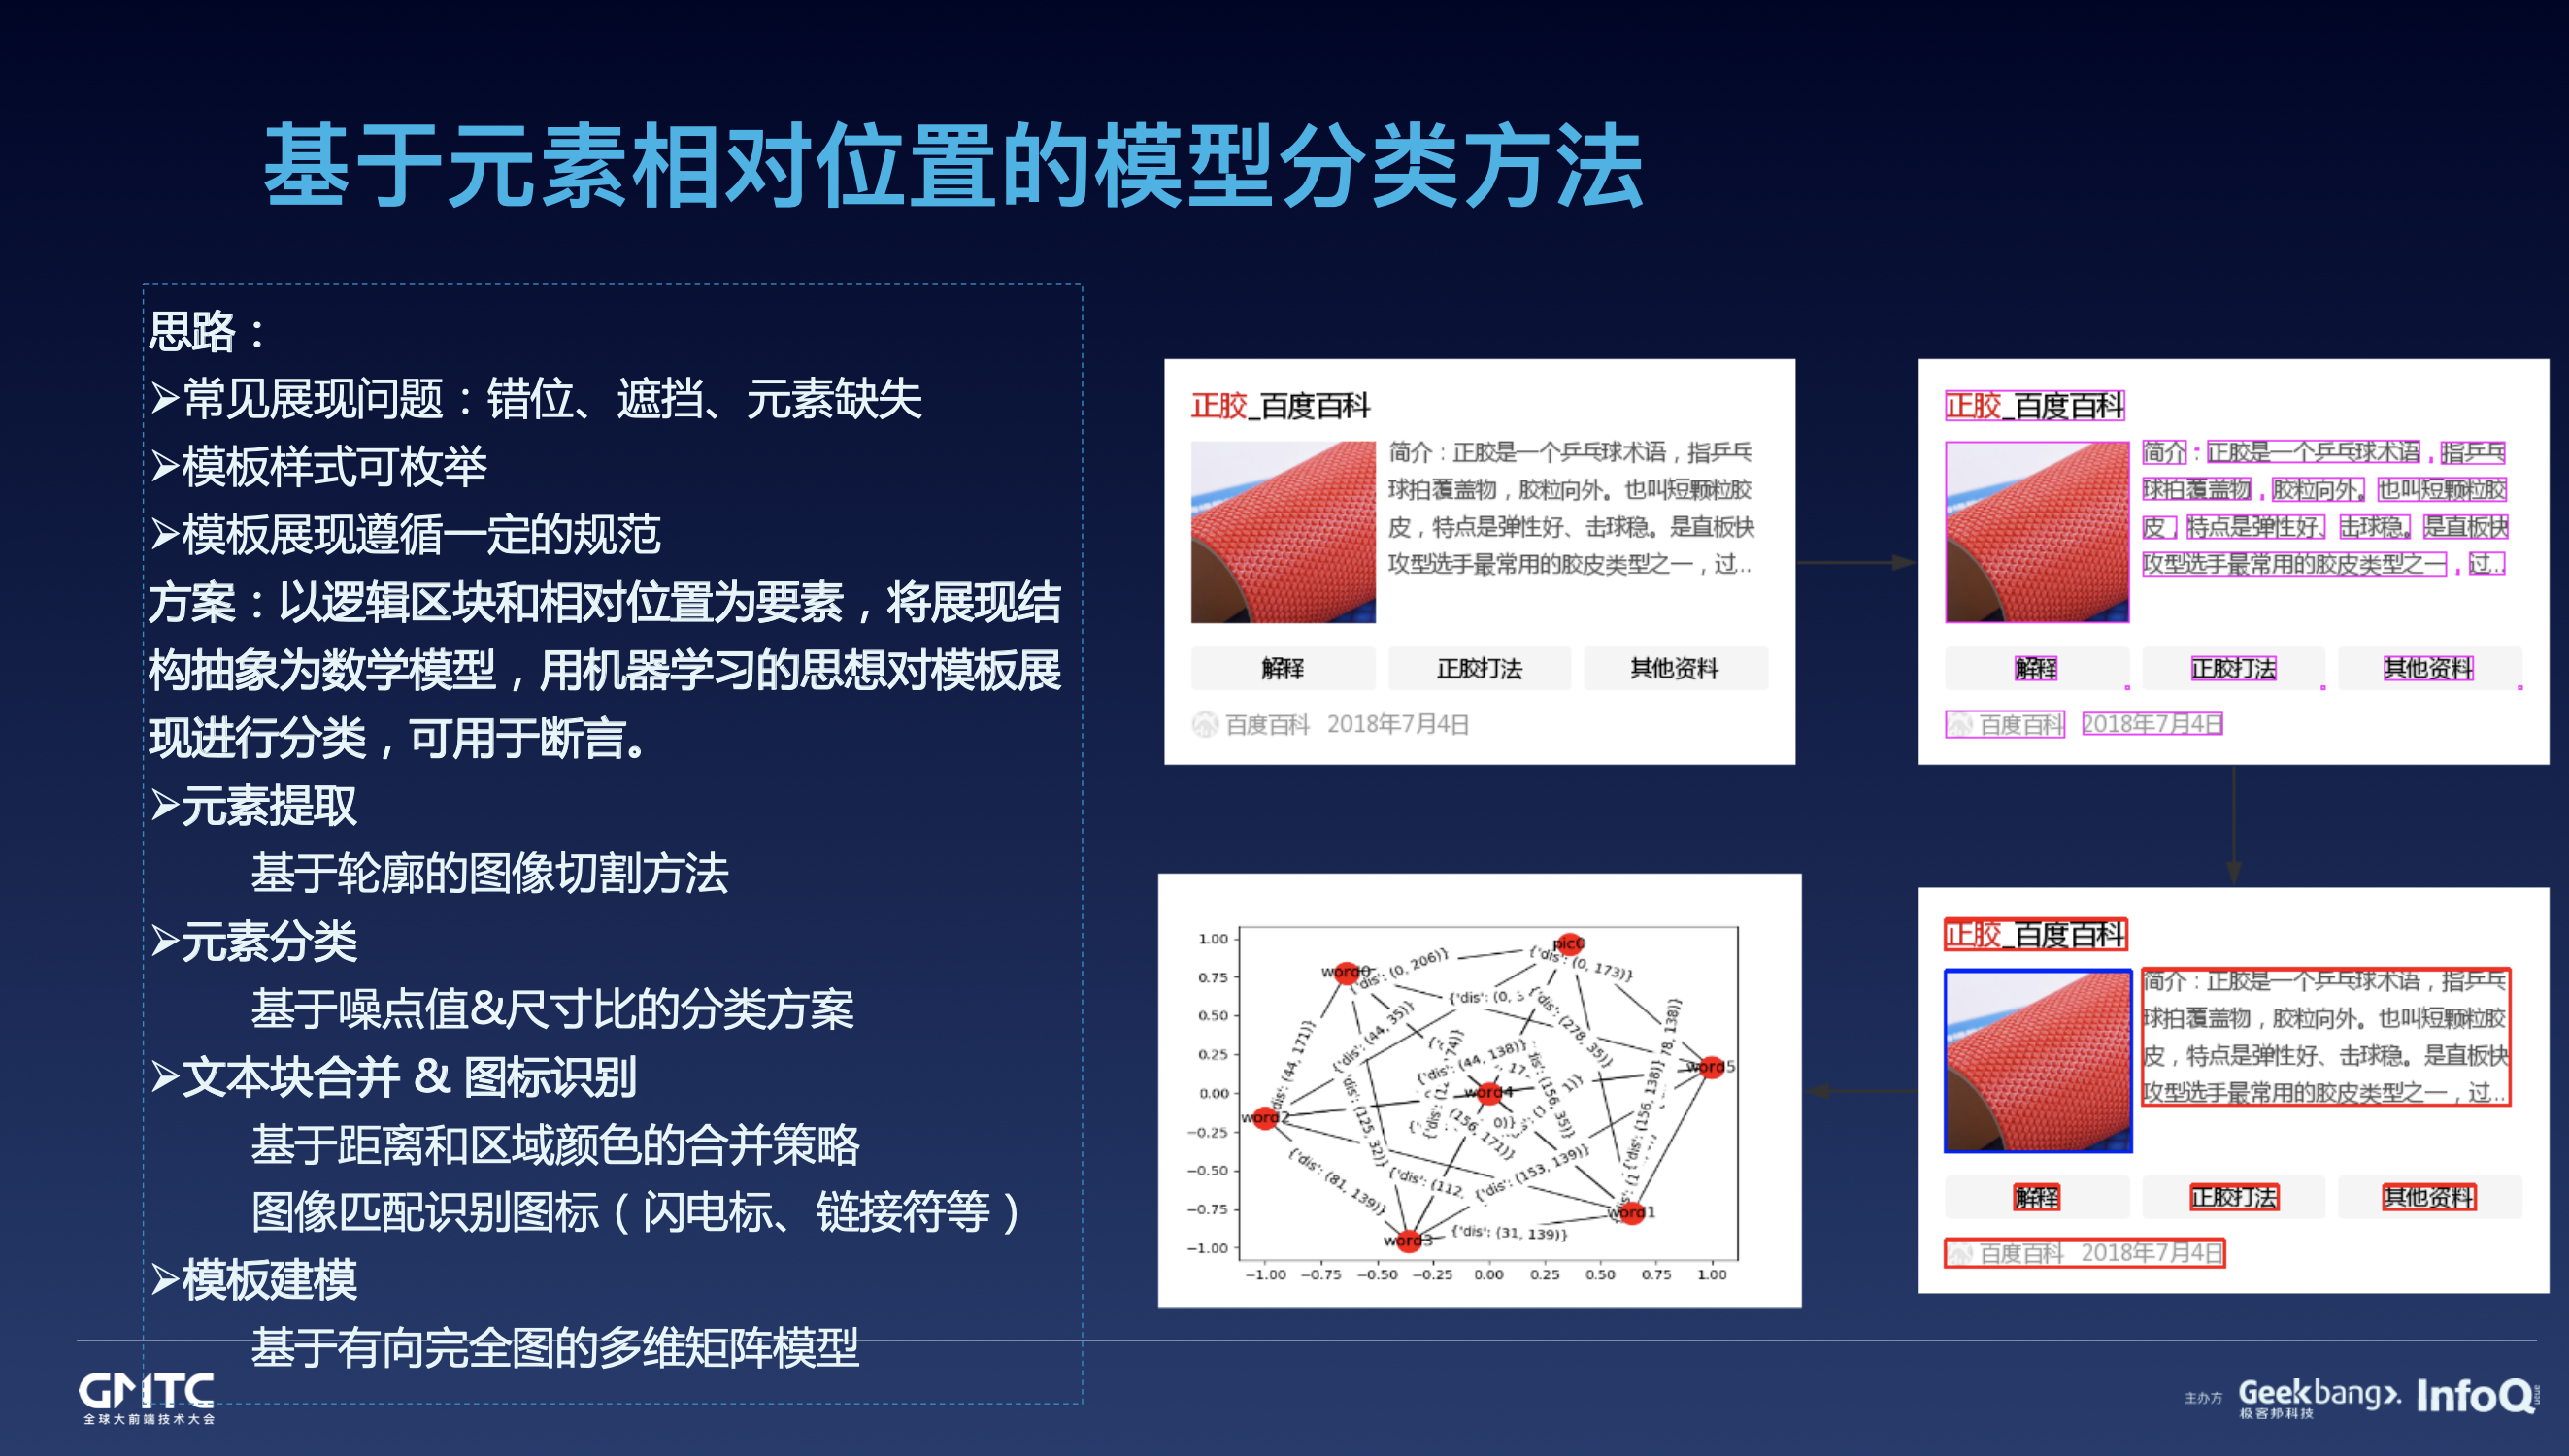 基于元素相对位置的模型分类方法
思路：
➢常见展现问题：错位、遮挡、元素缺失
➢模板样式可枚举
➢模板展现遵循一定的规范
方案：以逻辑区块和相对位置为要素，将展现结
构抽象为数学模型，用机器学习的思想对模板展
现进行分类，可用于断言。
➢元素提取
基于轮廓的图像切割方法
➢元素分类
基于噪点值&尺寸比的分类方案
➢文本块合并 & 图标识别
基于距离和区域颜色的合并策略
图像匹配识别图标（闪电标、链接符等）
➢模板建模
基于有向完全图的多维矩阵模型
正胶_百度百科
简介：正胶是一个乒乓球术语，指乒乓
球拍覆盖物，胶粒向外。也叫短颗粒胶
皮，特点是弹性好、击球稳。是直板快
攻型选手最常用的胶皮类型之一，过...
解释 正胶打法 其他资料
百度百科 2018年7月4日
正胶_百度百科
简介：正胶是一个乒乓球术语，指乒乓
球拍覆盖物，胶粒向外。也叫短颗粒胶
皮，特点是弹性好、击球稳。是直板快
攻型选手最常用的胶皮类型之一，过...
解释 正胶打法 其他资料
百度百科 2018年7月4日
1.00
0.75
0.50
0.25
0.00
−0.25
−0.50
−0.75
−1.00
−1.00 −0.75 −0.50 −0.25 0.00 0.25 0.50 0.75 1.00
pic0
word0
word5
word4
word2
word1
word3
'dis': (0, 206)}
{'dis': (0, 173)}
{'dis': (0,
(278, 35)}
(44, 35)}
dis': (44, 171)}
'dis': (44, 138)}
'dis': (125, 32)}
(156, 35)}
(156, 171)}
'dis': (156, 138)}
{'dis': (81, 139)}
{'dis': (112,
{'dis': (153, 139)}
{'dis': (31, 139)}
正胶_百度百科
简介：正胶是一个乒乓球术语，指乒乓
球拍覆盖物，胶粒向外。也叫短颗粒胶
皮，特点是弹性好、击球稳。是直板快
攻型选手最常用的胶皮类型之一，过...
解释 正胶打法 其他资料
百度百科 2018年7月4日
GMTC
全球大前端技术大会
主办方
Geekbang>.
极客邦科技
InfoQ